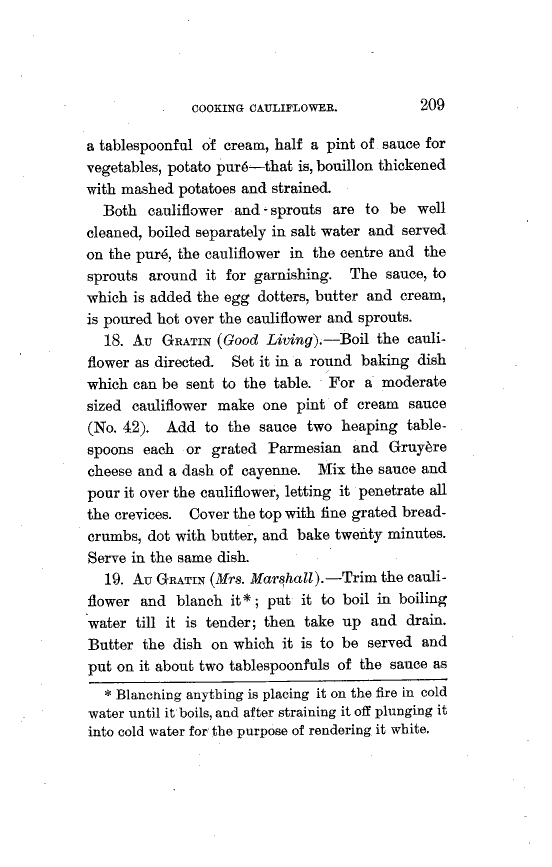 COOKING CAULIFLOWER. 209
a tablespoonful of cream, half a pint of sauce for
vegetables, potato puré—that is, bouillon thickened
with mashed potatoes and strained.
Both cauliflower and sprouts are to be well
cleaned, boiled separately in salt water and served
on the puré, the cauliflower in the centre and the
sprouts around it for garnishing. The sauce, to
which is added the egg dotters, butter and cream,
is poured hot over the cauliflower and sprouts.
18. AU GRATIN (Good Living).—Boil the cauli-
flower as directed. Set it in a round baking dish
which can be sent to the table. For a moderate
sized cauliflower make one pint of cream sauce
(No. 42). Add to the sauce two heaping table-
spoons each or grated Parmesan and Gruyère
cheese and a dash of cayenne. Mix the sauce and
pour it over the cauliflower, letting it penetrate all
the crevices. Cover the top with fine grated bread-
crumbs, dot with butter, and bake twenty minutes.
Serve in the same dish.
19. AU GRATIN (Mrs. Marshall).—Trim the cauli-
flower and blanch it*; put it to boil in boiling
water till it is tender; then take up and drain.
Butter the dish on which it is to be served and
put on it about two tablespoonfuls of the sauce as
* Blanching anything is placing it on the fire in cold
water until it boils, and after straining it off plunging it
into cold water for the purpose of rendering it white.